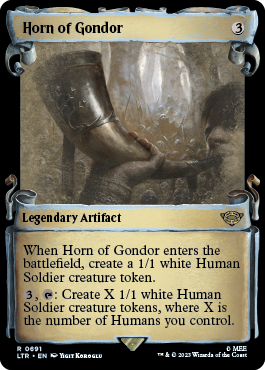 Horn of Gondor 3
Legendary Artifact
When Horn of Gondor enters the
battlefield, create a 1/1 white Human
Soldier creature token.
3, : Create X 1/1 white Human
Soldier creature tokens, where X is
the number of Humans you control.
R 0691 © MEE
LTR • EN Yigit Koroglu ™ & © 2023 Wizards of the Coast